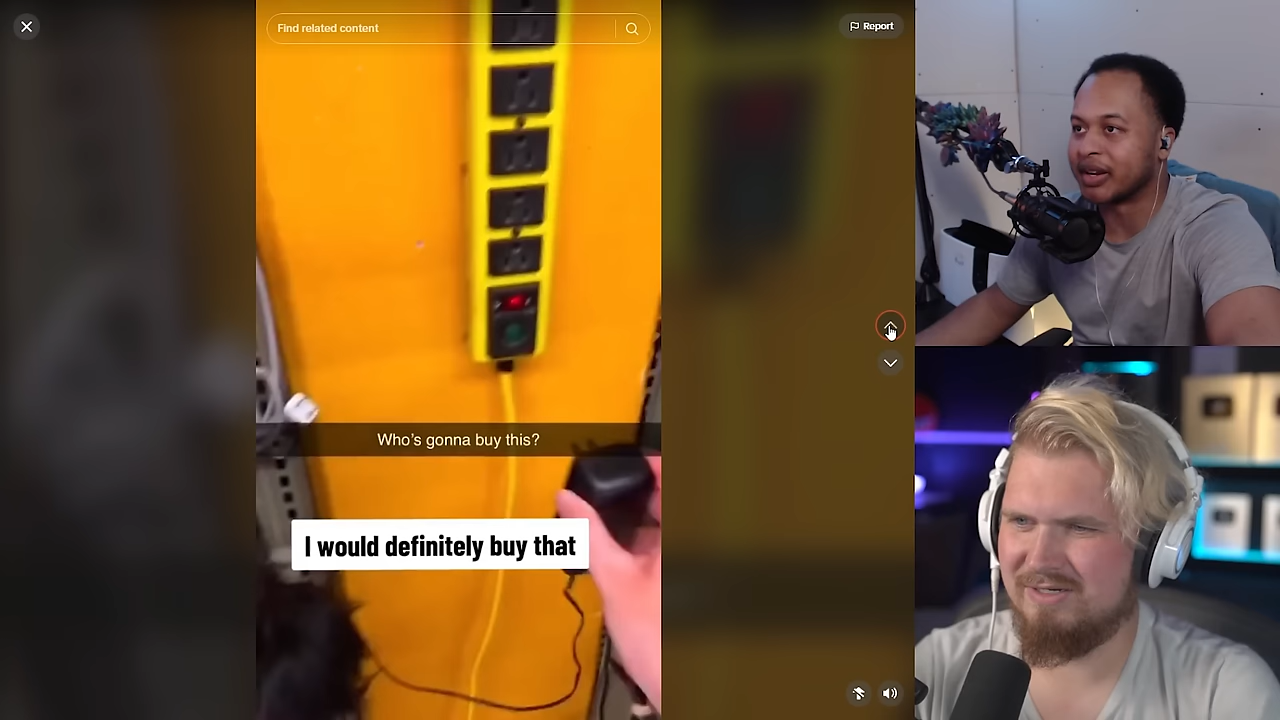 Find related content
Report
Who's gonna buy this?
I would definitely buy that